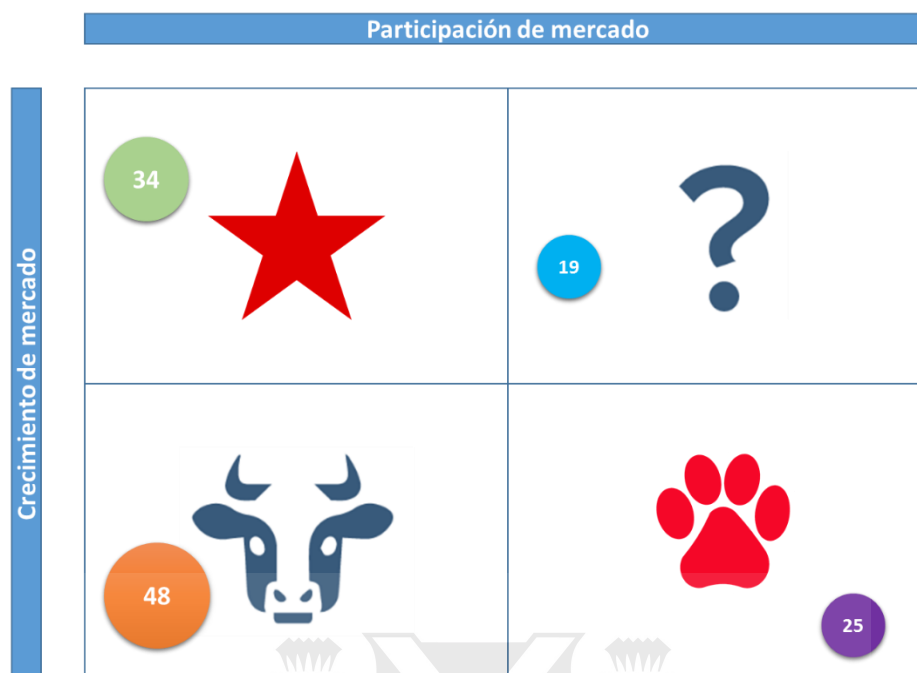 Participación de mercado
Crecimiento de mercado
34
?
19
48
25